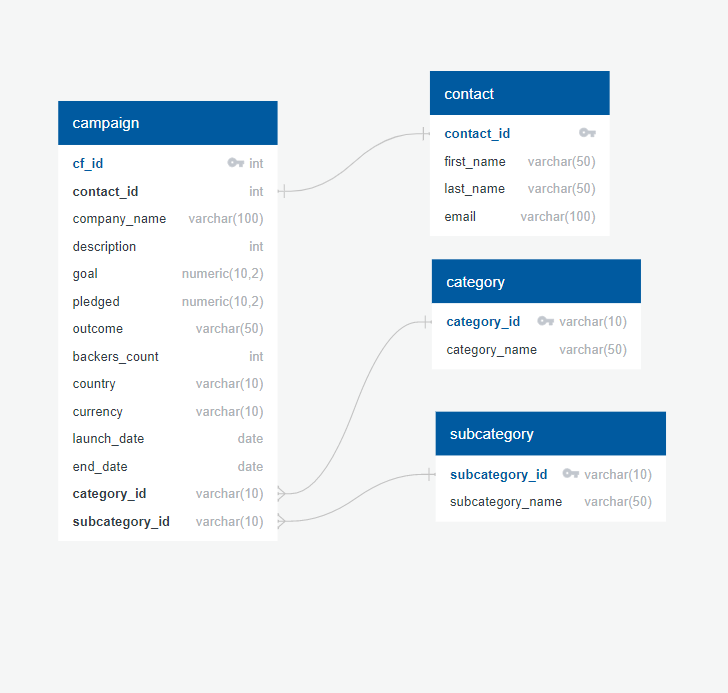 campaign
cf_id int
contact_id int
company_name varchar(100)
description int
goal numeric(10,2)
pledged numeric(10,2)
outcome varchar(50)
backers_count int
country varchar(10)
currency varchar(10)
launch_date date
end_date date
category_id varchar(10)
subcategory_id varchar(10)
contact
contact_id
first_name varchar(50)
last_name varchar(50)
email varchar(100)
category
category_id varchar(10)
category_name varchar(50)
subcategory
subcategory_id varchar(10)
subcategory_name varchar(50)